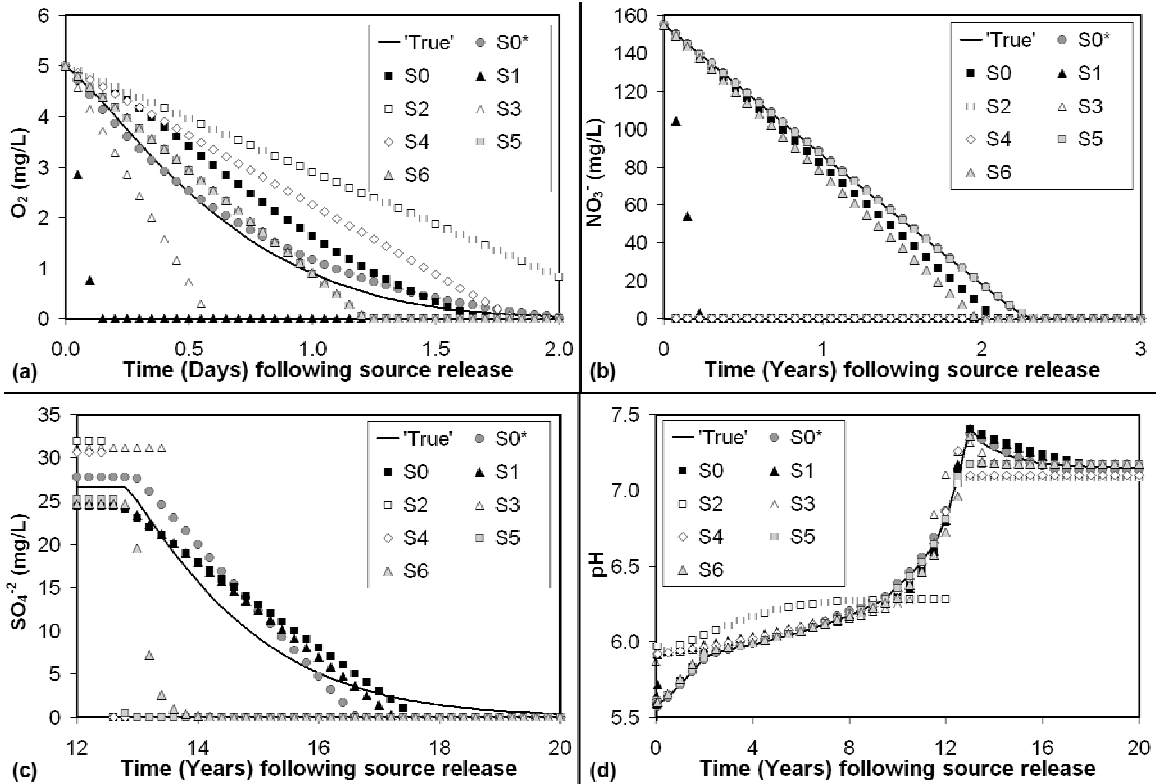 6
5
4
3
2
1
0
O₂ (mg/L)
'True' S0*
S0 S1
S2 S3
S4 S5
S6
0.0 0.5 1.0 1.5 2.0
(a) Time (Days) following source release
160
140
120
100
80
60
40
20
0
NO₃⁻ (mg/L)
'True' S0*
S0 S1
S2 S3
S4 S5
S6
0 1 2 3
(b) Time (Years) following source release
35
30
25
20
15
10
5
0
SO₄⁻² (mg/L)
'True' S0*
S0 S1
S2 S3
S4 S5
S6
12 14 16 18 20
(c) Time (Years) following source release
7.5
7.0
6.5
6.0
5.5
pH
'True' S0*
S0 S1
S2 S3
S4 S5
S6
0 4 8 12 16 20
(d) Time (Years) following source release